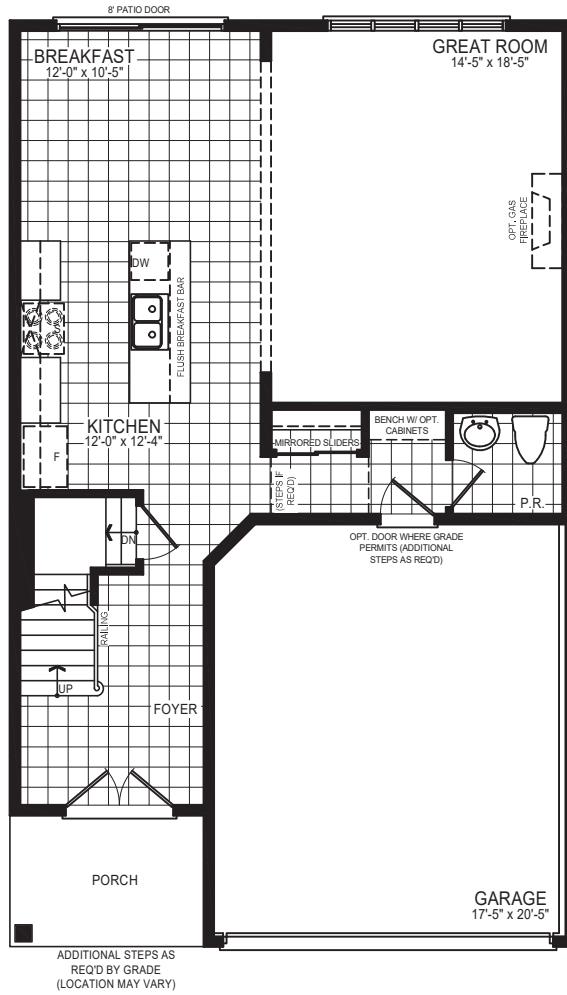 8' PATIO DOOR
BREAKFAST
12'-0" x 10'-5"
GREAT ROOM
14'-5" x 18'-5"
OPT. GAS
FIREPLACE
DW
FLUSH BREAKFAST BAR
KITCHEN
12'-0" x 12'-4"
F
MIRRORED SLIDERS
BENCH W/ OPT.
CABINETS
(STEPS IF
REQ'D)
P.R.
DN
OPT. DOOR WHERE GRADE
PERMITS (ADDITIONAL
STEPS AS REQ'D)
RAILING
UP
FOYER
PORCH
GARAGE
17'-5" x 20'-5"
ADDITIONAL STEPS AS
REQ'D BY GRADE
(LOCATION MAY VARY)